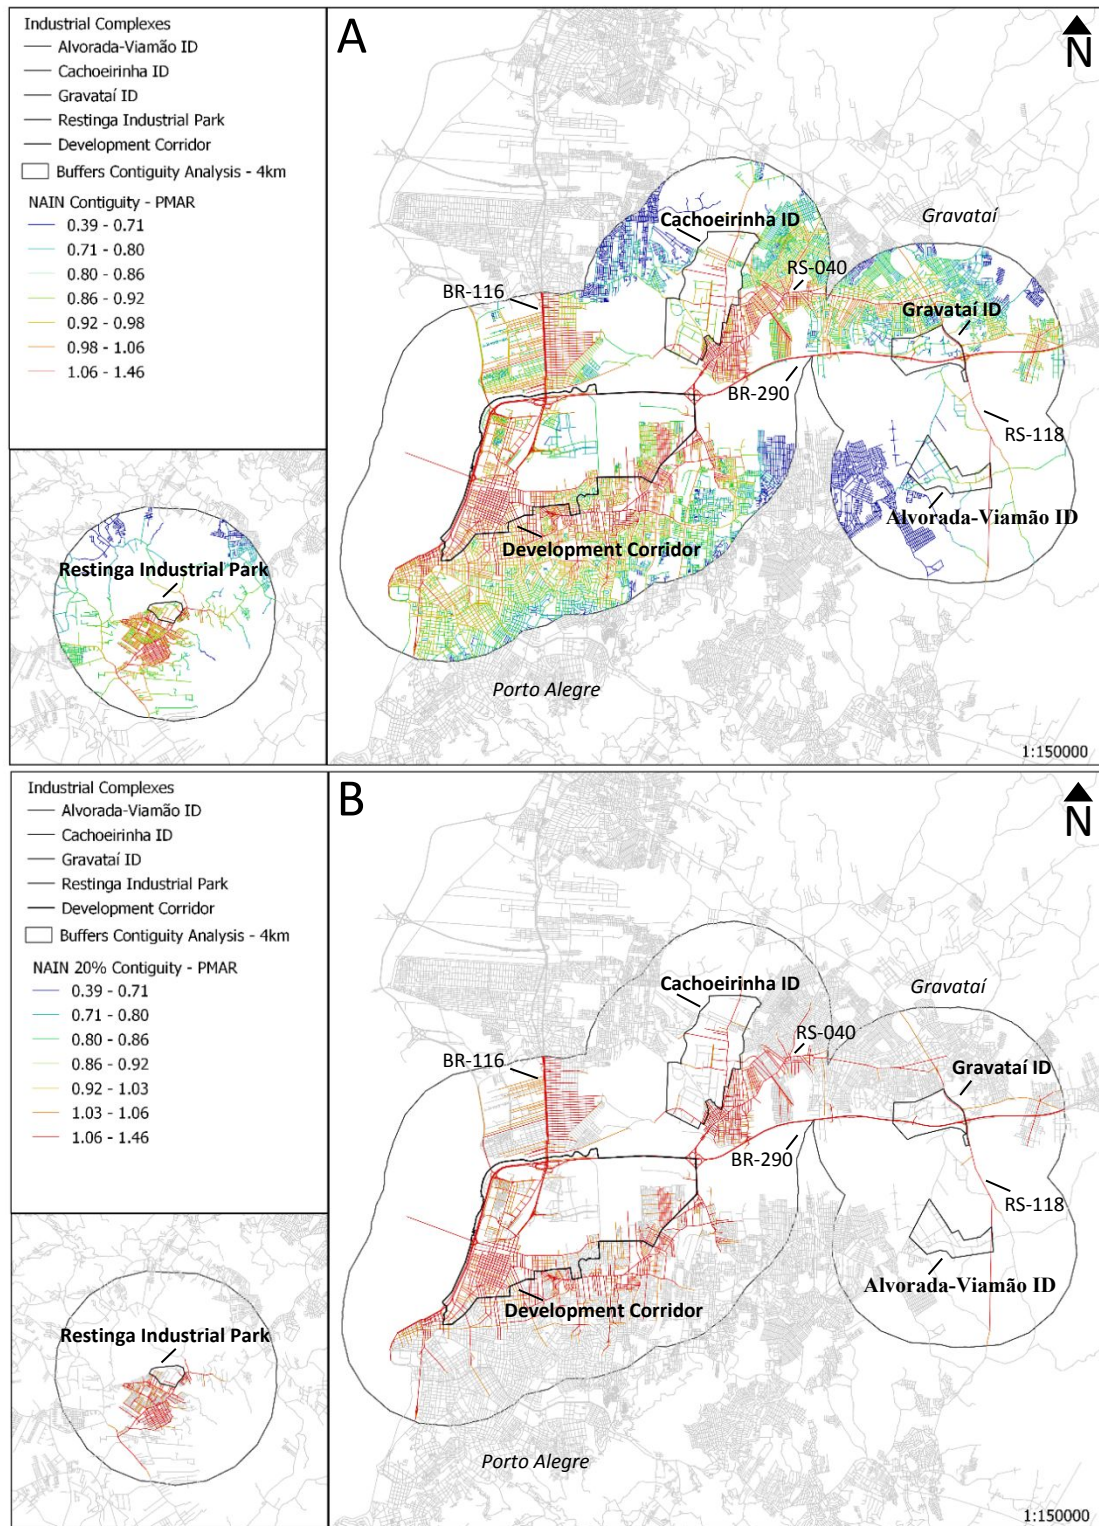 Industrial Complexes
Alvorada-Viamão ID
Cachoeirinha ID
Gravataí ID
Restinga Industrial Park
Development Corridor
Buffers Contiguity Analysis - 4km
NAIN Contiguity - PMAR
0.39 - 0.71
0.71 - 0.80
0.80 - 0.86
0.86 - 0.92
0.92 - 0.98
0.98 - 1.06
1.06 - 1.46
Restinga Industrial Park
A
N
Cachoeirinha ID
Gravataí
RS-040
BR-116
Gravataí ID
BR-290
RS-118
Alvorada-Viamão ID
Development Corridor
Porto Alegre
1:150000
Industrial Complexes
Alvorada-Viamão ID
Cachoeirinha ID
Gravataí ID
Restinga Industrial Park
Development Corridor
Buffers Contiguity Analysis - 4km
NAIN 20% Contiguity - PMAR
0.39 - 0.71
0.71 - 0.80
0.80 - 0.86
0.86 - 0.92
0.92 - 1.03
1.03 - 1.06
1.06 - 1.46
Restinga Industrial Park
B
N
Cachoeirinha ID
Gravataí
RS-040
BR-116
Gravataí ID
BR-290
RS-118
Alvorada-Viamão ID
Development Corridor
Porto Alegre
1:150000